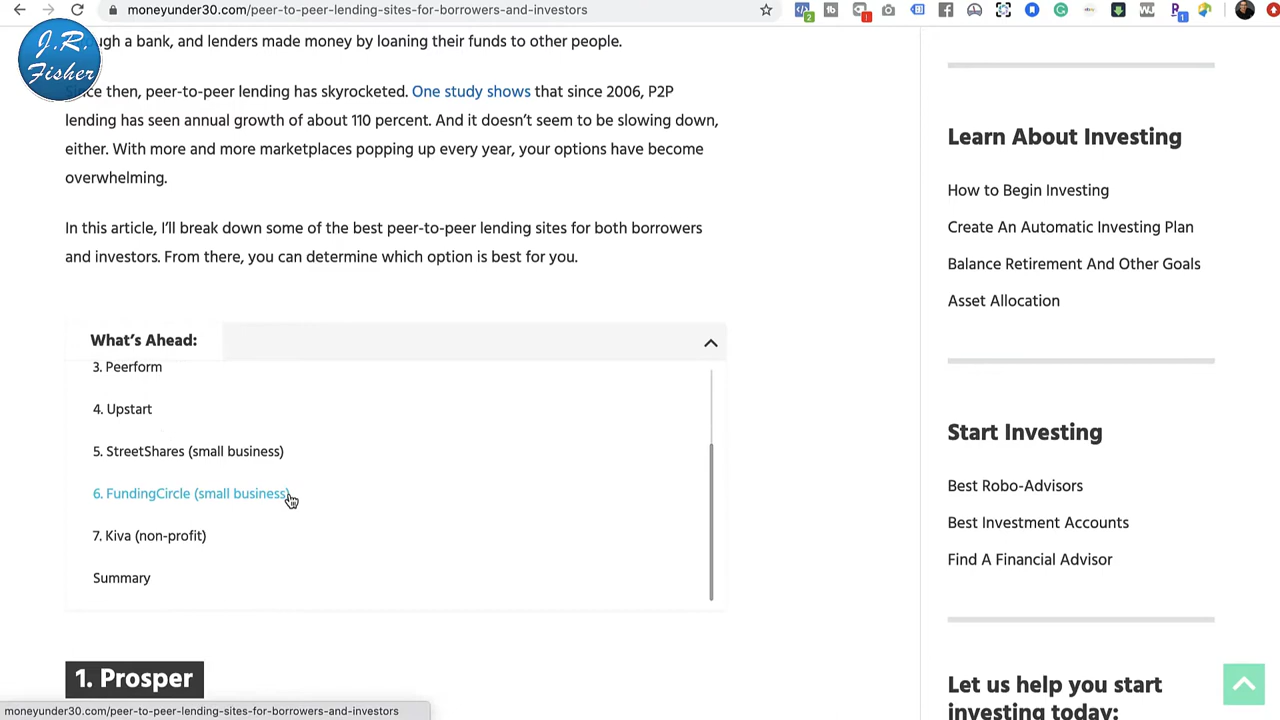 moneyunder30.com/peer-to-peer-lending-sites-for-borrowers-and-investors
J.R.
Fisher
a bank, and lenders made money by loaning their funds to other people.
then, peer-to-peer lending has skyrocketed. One study shows that since 2006, P2P
lending has seen annual growth of about 110 percent. And it doesn't seem to be slowing down,
either. With more and more marketplaces popping up every year, your options have become
overwhelming.
In this article, I'll break down some of the best peer-to-peer lending sites for both borrowers
and investors. From there, you can determine which option is best for you.
What's Ahead:
3. Peerform
4. Upstart
5. StreetShares (small business)
6. FundingCircle (small business)
7. Kiva (non-profit)
Summary
1. Prosper
Learn About Investing
How to Begin Investing
Create An Automatic Investing Plan
Balance Retirement And Other Goals
Asset Allocation
Start Investing
Best Robo-Advisors
Best Investment Accounts
Find A Financial Advisor
Let us help you start
investing today:
moneyunder30.com/peer-to-peer-lending-sites-for-borrowers-and-investors